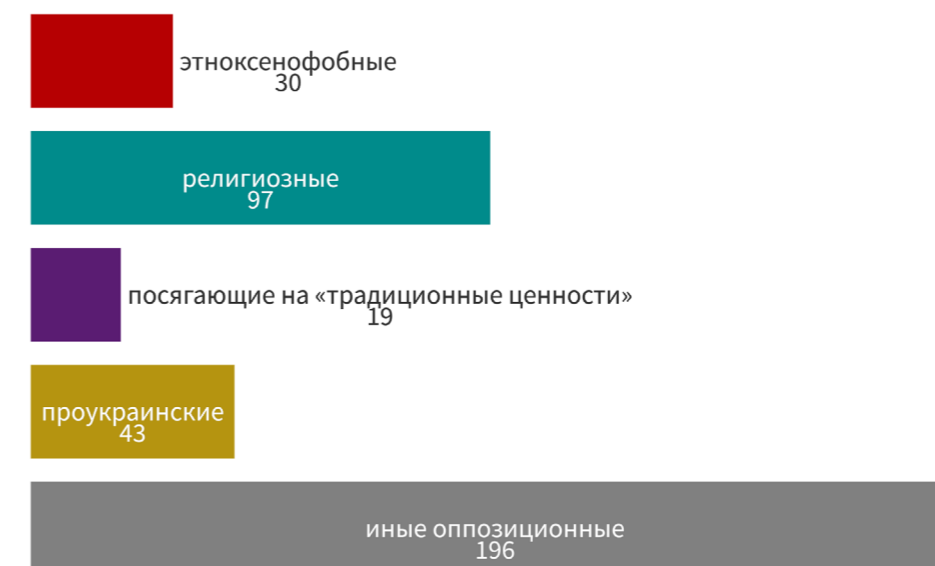 этноксенофобные
30
религиозные
97
посягающие на «традиционные ценности»
19
проукраинские
43
иные оппозиционные
196